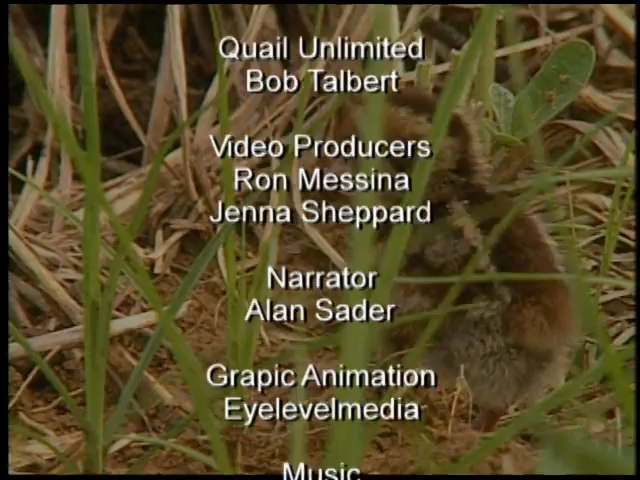 Quail Unlimited
Bob Talbert
Video Producers
Ron Messina
Jenna Sheppard
Narrator
Alan Sader
Grapic Animation
Eyelevelmedia
Music